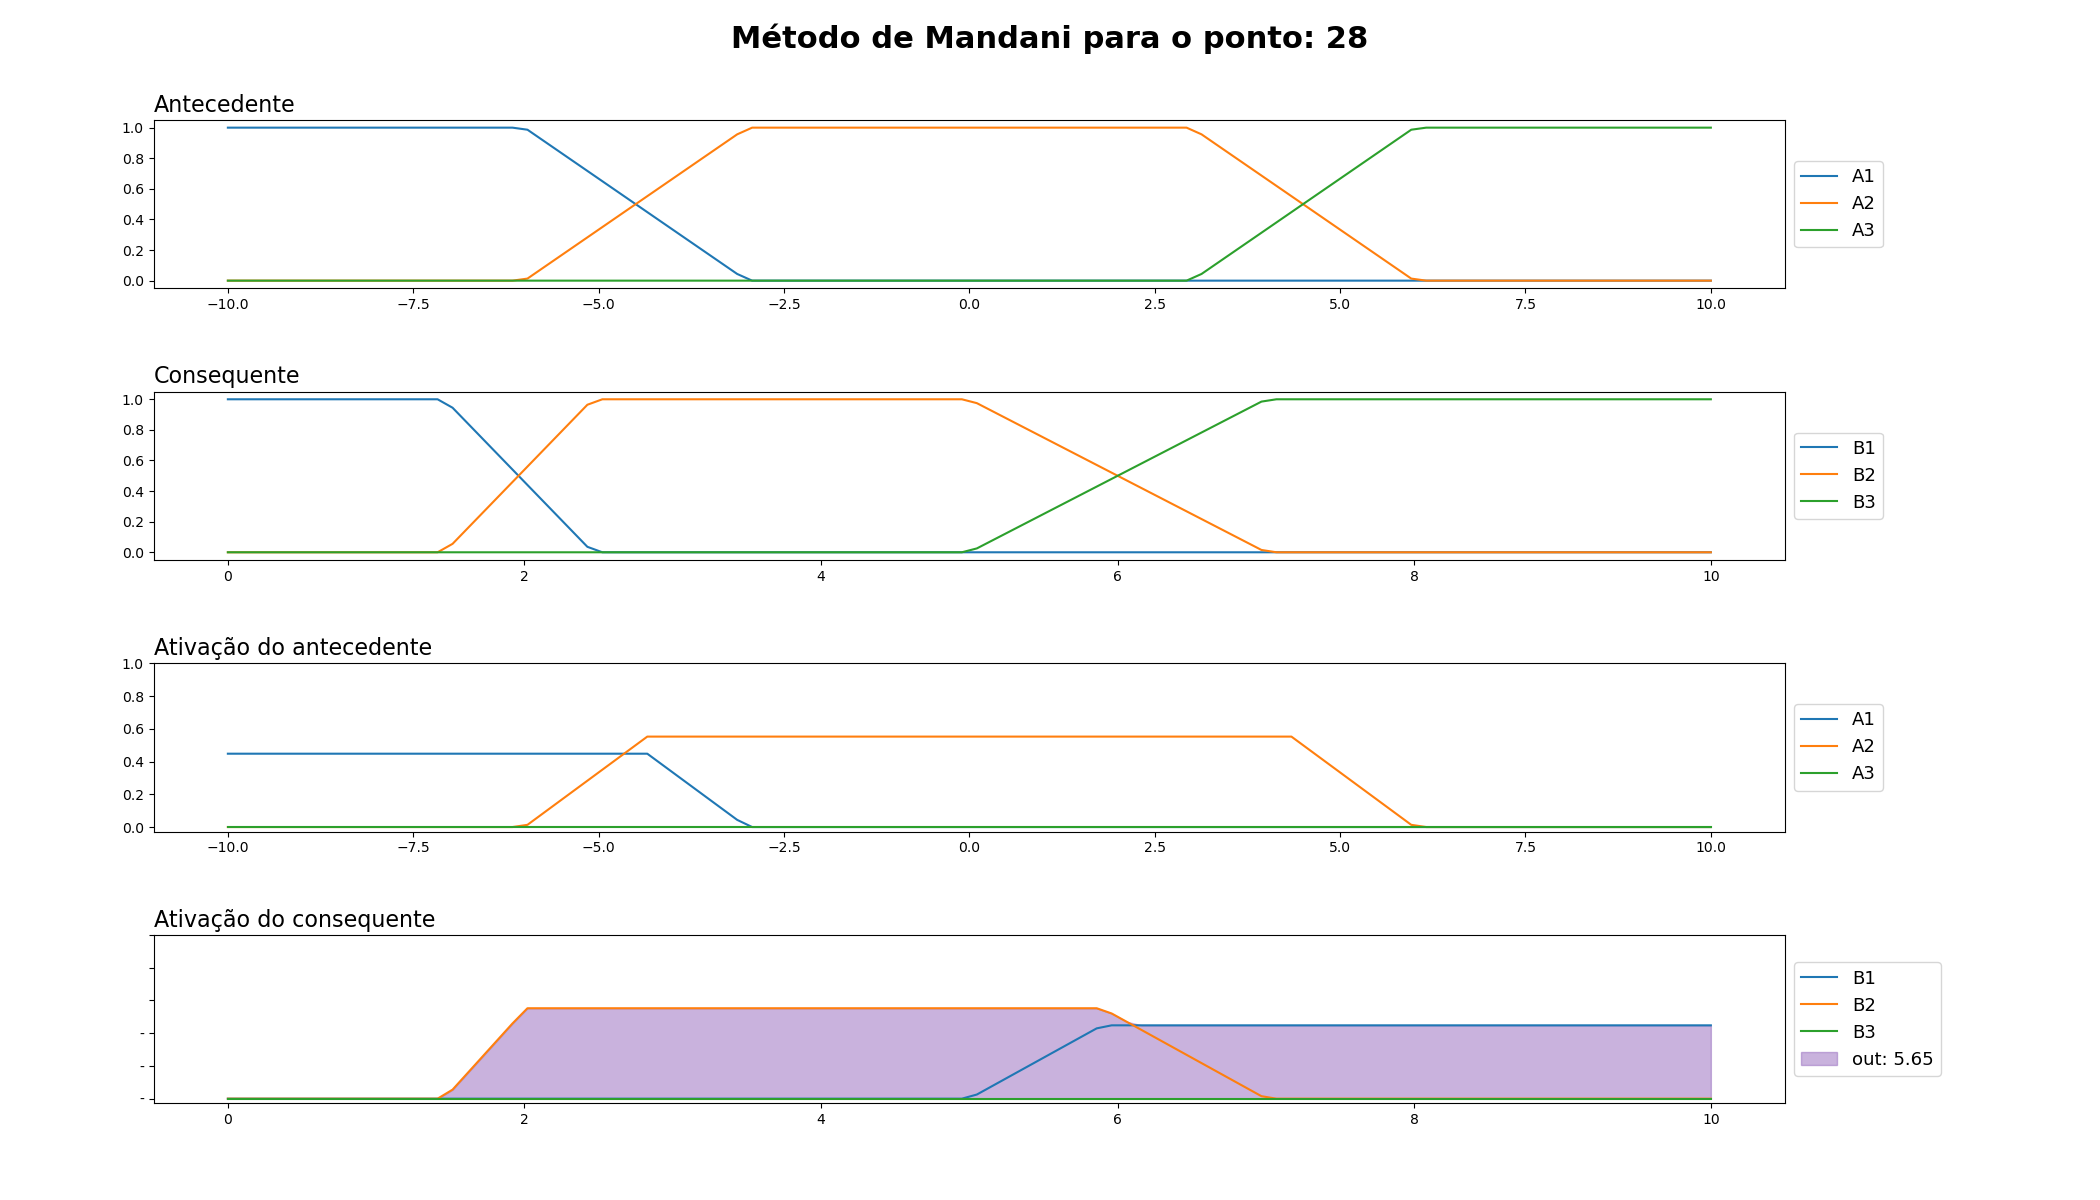 Método de Mandani para o ponto: 28
Antecedente
1.0
0.8
0.6
0.4
0.2
0.0
−10.0 −7.5 −5.0 −2.5 0.0 2.5 5.0 7.5 10.0
A1
A2
A3
Consequente
1.0
0.8
0.6
0.4
0.2
0.0
0 2 4 6 8 10
B1
B2
B3
Ativação do antecedente
1.0
0.8
0.6
0.4
0.2
0.0
−10.0 −7.5 −5.0 −2.5 0.0 2.5 5.0 7.5 10.0
A1
A2
A3
Ativação do consequente
-
-
-
0 2 4 6 8 10
B1
B2
B3
out: 5.65